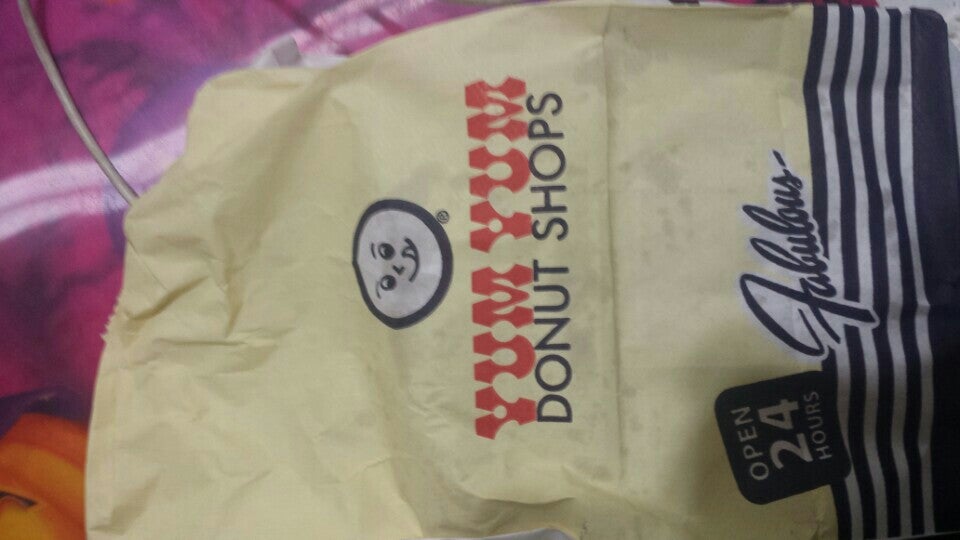 ®
YUM YUM
DONUT SHOPS
Fabulous
OPEN
24
HOURS